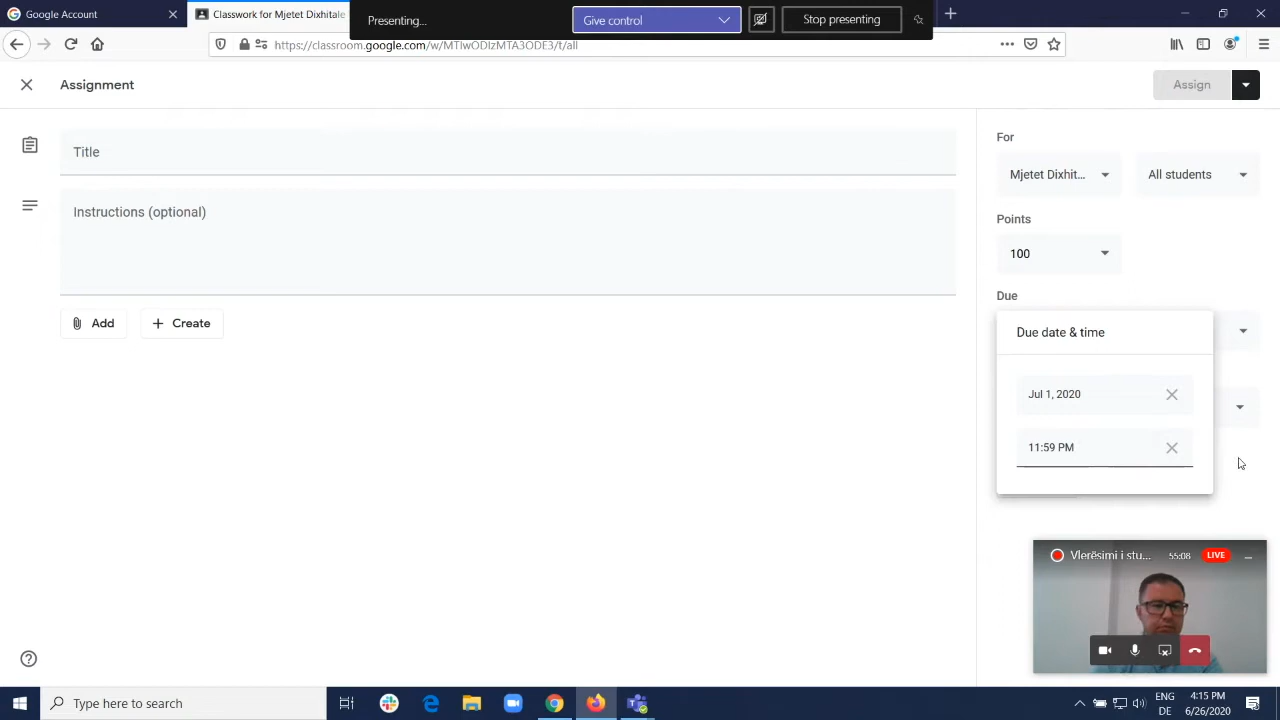 Google Account
Classwork for Mjetet Dixhitale
Presenting...
Give control
Stop presenting
https://classroom.google.com/w/MTIwODIzMTA3ODE3/t/all
Assignment
Assign
Title
Instructions (optional)
Add
Create
For
Mjetet Dixhit...
All students
Points
100
Due
Due date & time
Jul 1, 2020
11:59 PM
Vlerësimi i stu...
55:08
LIVE
Type here to search
ENG
DE
4:15 PM
6/26/2020